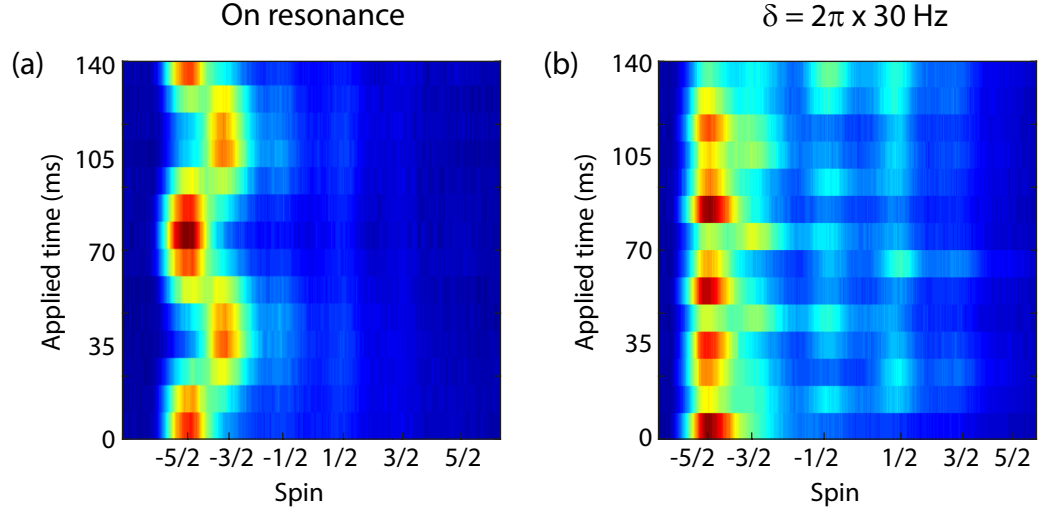 On resonance
δ = 2π x 30 Hz
(a)
140
105
70
35
0
Applied time (ms)
-5/2 -3/2 -1/2 1/2 3/2 5/2
Spin
(b)
140
105
70
35
0
Applied time (ms)
-5/2 -3/2 -1/2 1/2 3/2 5/2
Spin